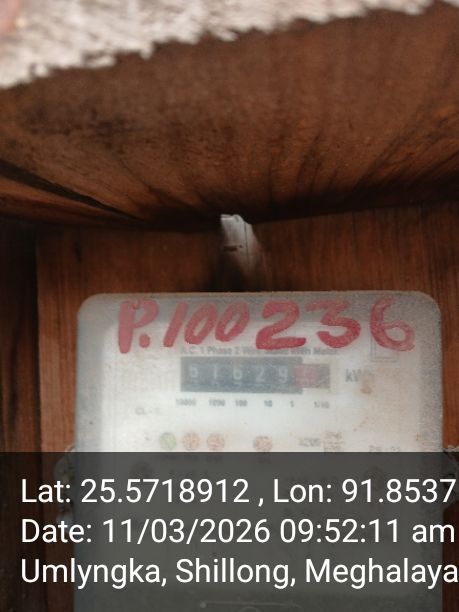 P.100236
A.C. 1 Phase 2 Wire
61629
kWh
10000 1000 100 10 1 1/10
Lat: 25.5718912 , Lon: 91.8537
Date: 11/03/2026 09:52:11 am
Umlyngka, Shillong, Meghalaya